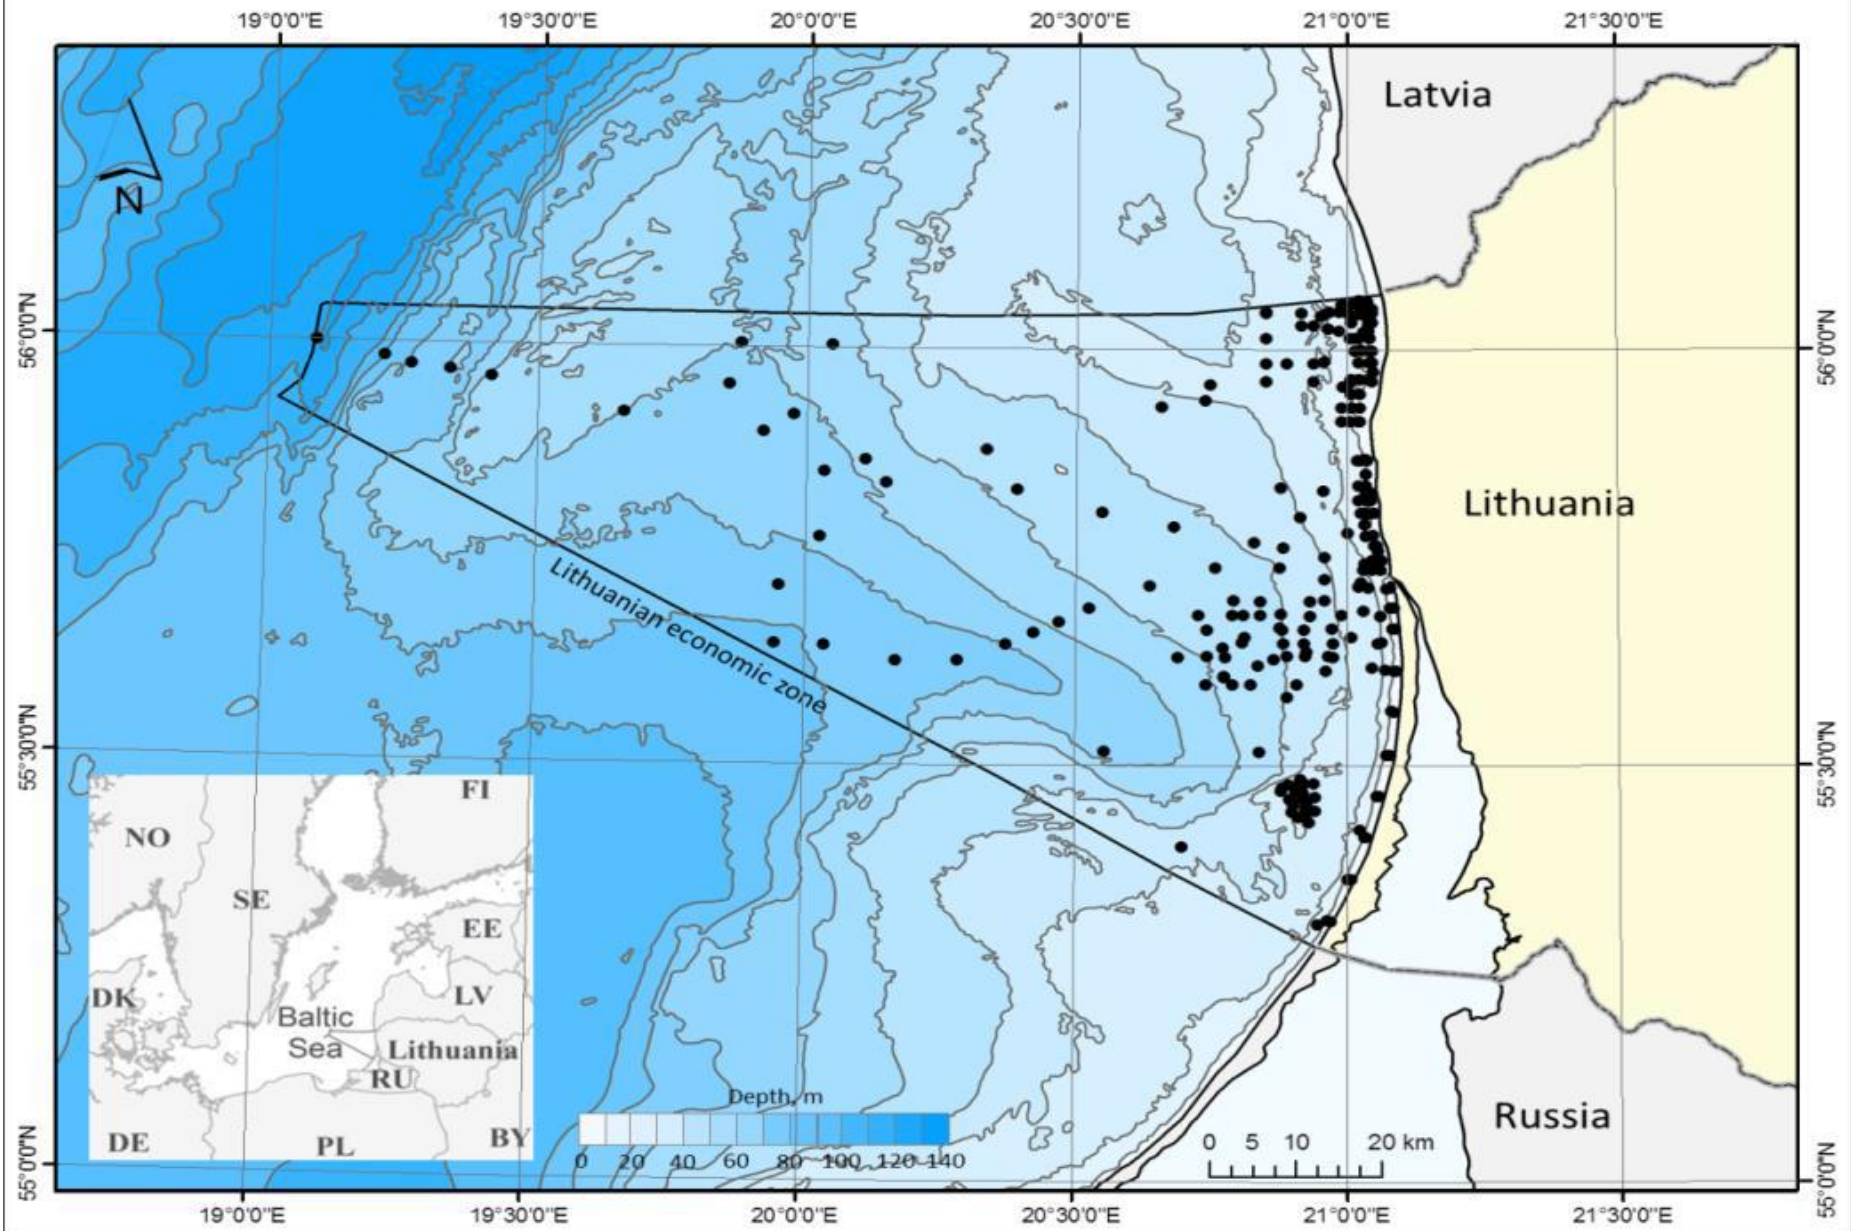 19°0'0"E 19°30'0"E 20°0'0"E 20°30'0"E 21°0'0"E 21°30'0"E
Latvia
N
56°0'0"N
56°0'0"N
Lithuania
Lithuanian economic zone
55°30'0"N
55°30'0"N
FI
NO
SE
EE
DK
LV
Baltic
Sea
Lithuania
RU
DE
PL
BY
Depth, m
0 20 40 60 80 100 120 140
Russia
0 5 10 20 km
55°0'0"N
55°0'0"N
19°0'0"E 19°30'0"E 20°0'0"E 20°30'0"E 21°0'0"E 21°30'0"E